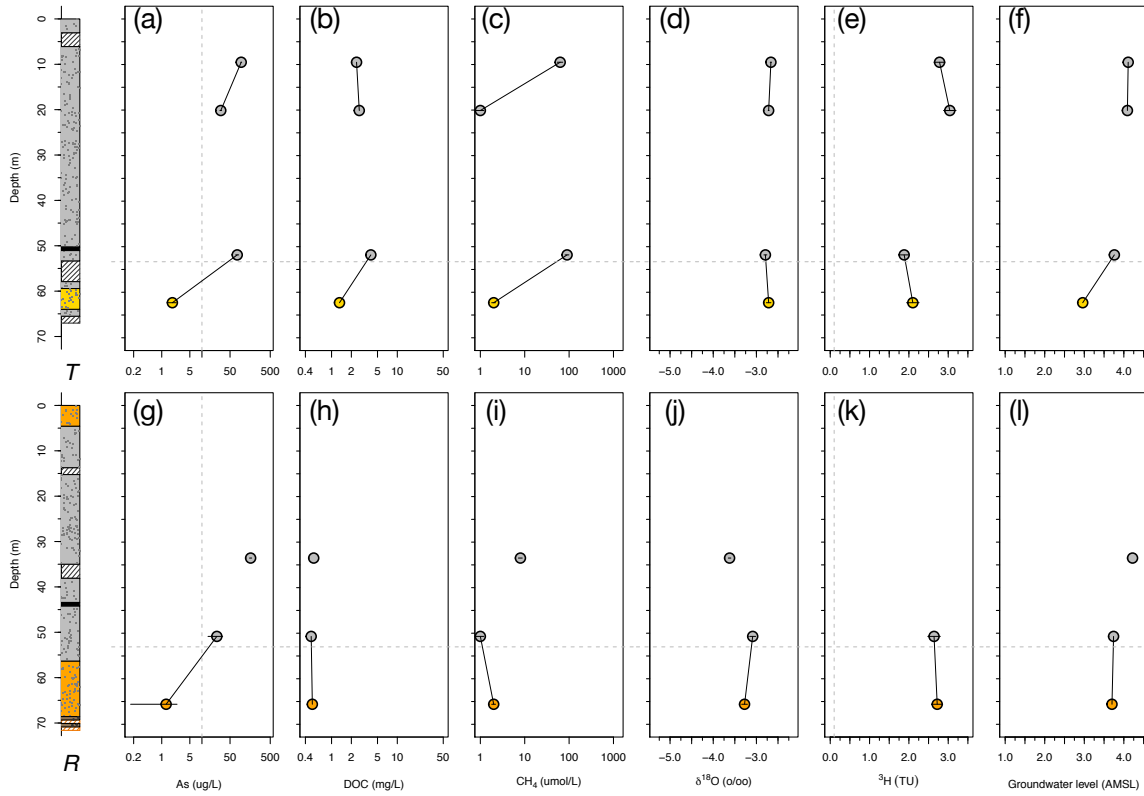 (a) (b) (c) (d) (e) (f)
0 10 20 30 40 50 60 70
Depth (m)
T
0.2 1 5 50 500
0.4 1 2 5 10 50
1 10 100 1000
−5.0 −4.0 −3.0
0.0 1.0 2.0 3.0
1.0 2.0 3.0 4.0
(g) (h) (i) (j) (k) (l)
0 10 20 30 40 50 60 70
Depth (m)
R
0.2 1 5 50 500
0.4 1 2 5 10 50
1 10 100 1000
−5.0 −4.0 −3.0
0.0 1.0 2.0 3.0
1.0 2.0 3.0 4.0
As (ug/L) DOC (mg/L) CH4 (umol/L) δ18O (o/oo) 3H (TU) Groundwater level (AMSL)